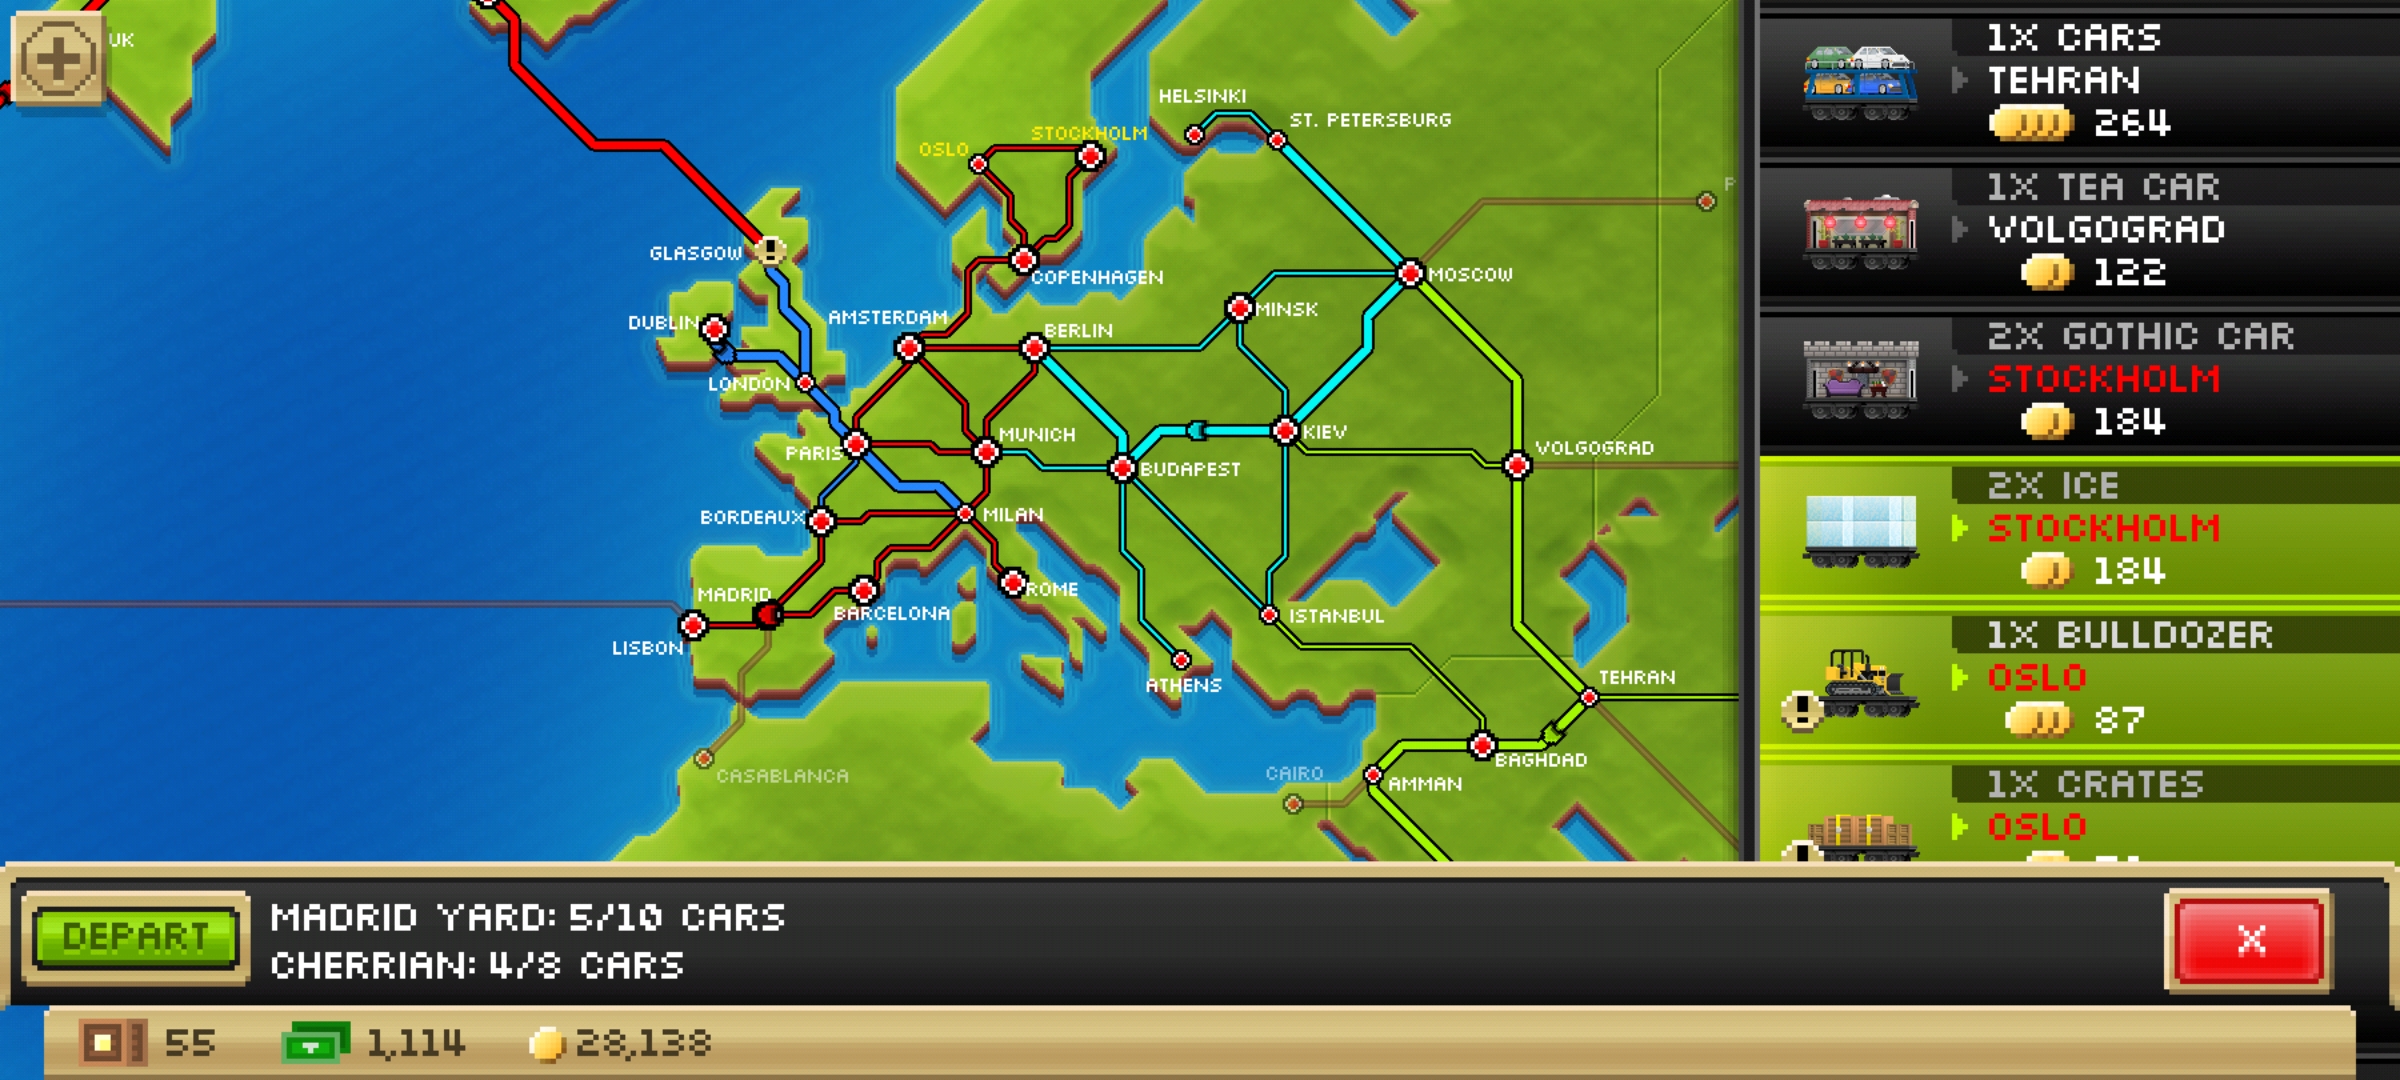 UK
HELSINKI
ST. PETERSBURG
STOCKHOLM
OSLO
GLASGOW
COPENHAGEN
MOSCOW
DUBLIN
AMSTERDAM
BERLIN
MINSK
LONDON
PARIS
MUNICH
KIEV
VOLGOGRAD
BUDAPEST
BORDEAUX
MILAN
MADRID
BARCELONA
ROME
ISTANBUL
LISBON
ATHENS
TEHRAN
CASABLANCA
CAIRO
AMMAN
BAGHDAD
P
1X CARS
TEHRAN
264
1X TEA CAR
VOLGOGRAD
122
2X GOTHIC CAR
STOCKHOLM
184
2X ICE
STOCKHOLM
184
1X BULLDOZER
OSLO
87
1X CRATES
OSLO
DEPART
MADRID YARD: 5/10 CARS
CHERRIAN: 4/8 CARS
X
55
1,114
28,138